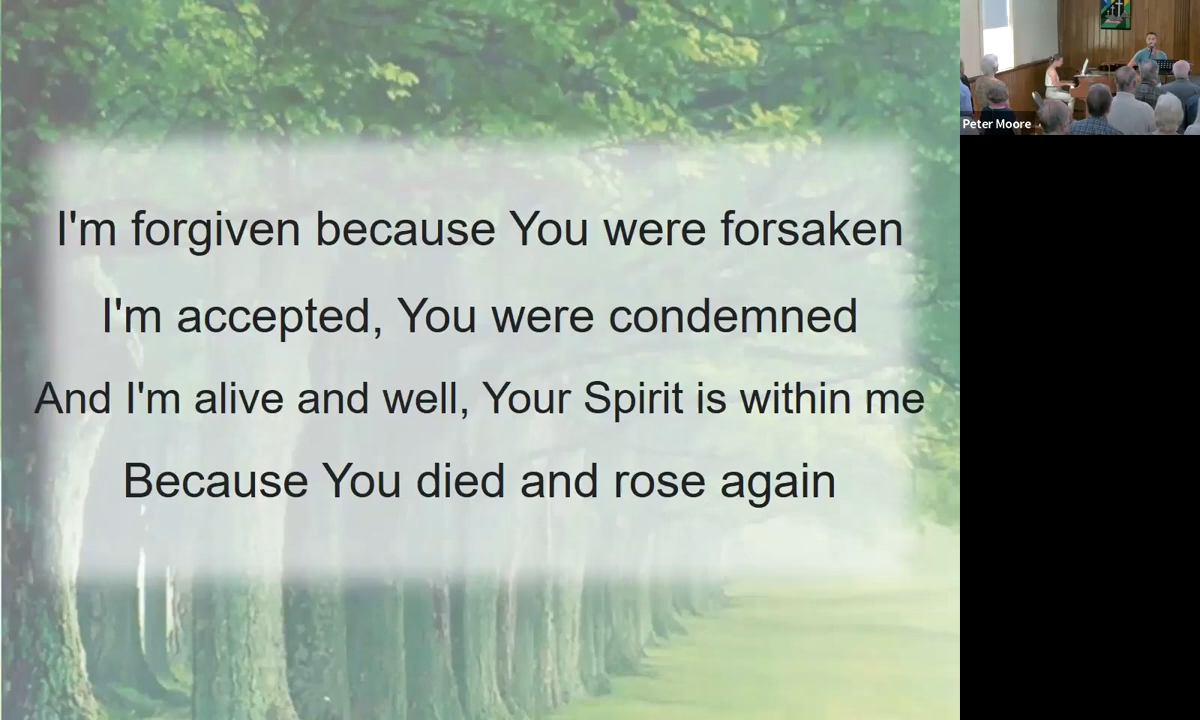 I'm forgiven because You were forsaken
I'm accepted, You were condemned
And I'm alive and well, Your Spirit is within me
Because You died and rose again
Peter Moore